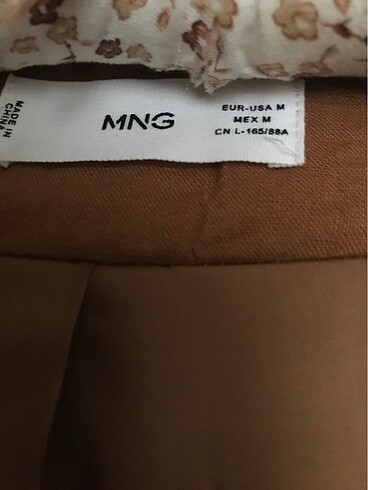 MADE IN
CHINA
MNG
EUR-USA M
MEX M
CN L-165/88A